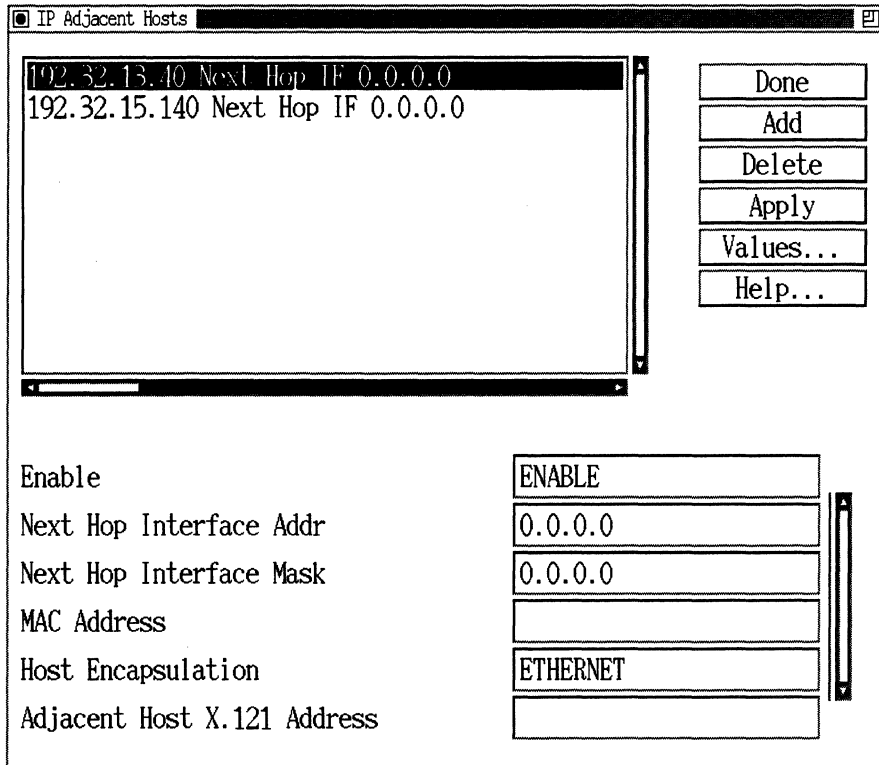 IP Adjacent Hosts
192.32.13.40 Next Hop IF 0.0.0.0
192.32.15.140 Next Hop IF 0.0.0.0
Done
Add
Delete
Apply
Values...
Help...
Enable ENABLE
Next Hop Interface Addr 0.0.0.0
Next Hop Interface Mask 0.0.0.0
MAC Address
Host Encapsulation ETHERNET
Adjacent Host X.121 Address